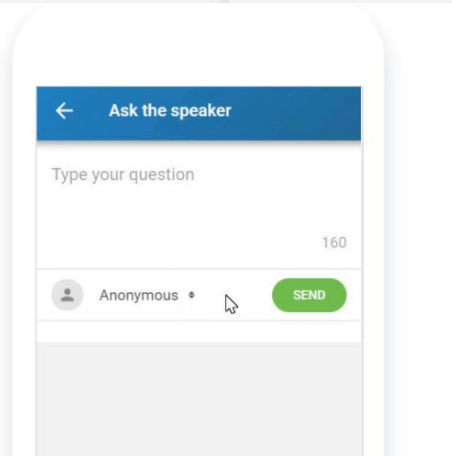 Ask the speaker
Type your question
160
Anonymous
SEND